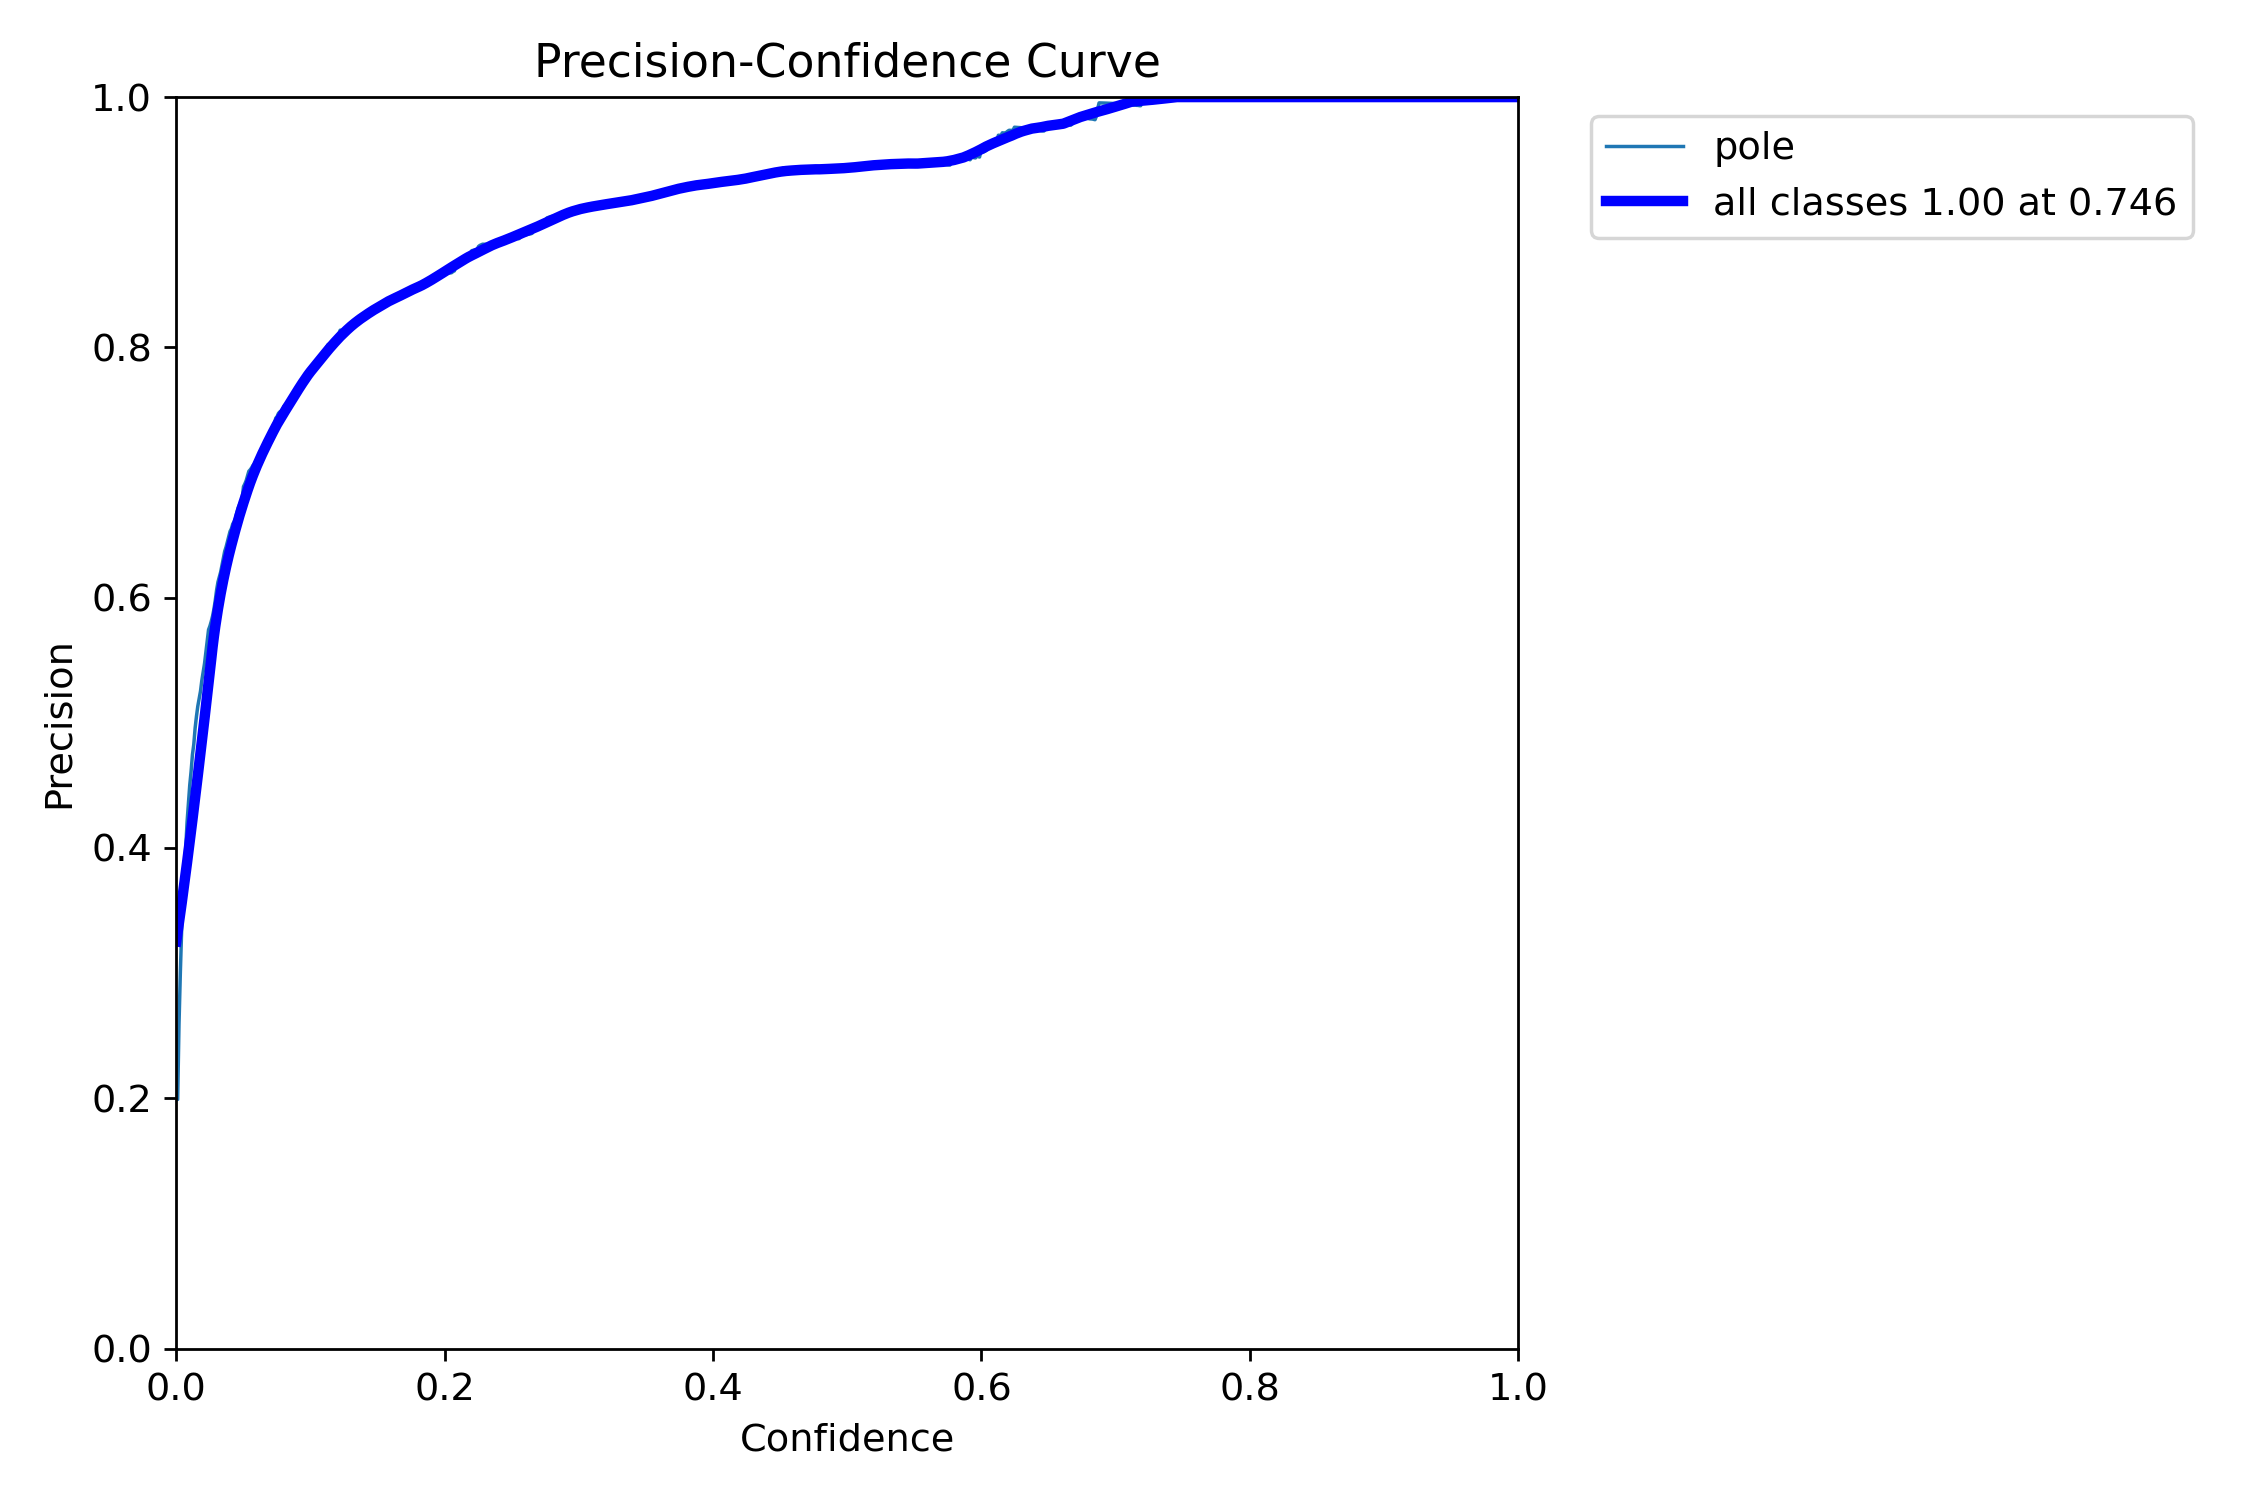 Precision-Confidence Curve
1.0
0.8
0.6
0.4
0.2
0.0
Precision
0.0 0.2 0.4 0.6 0.8 1.0
Confidence
pole
all classes 1.00 at 0.746